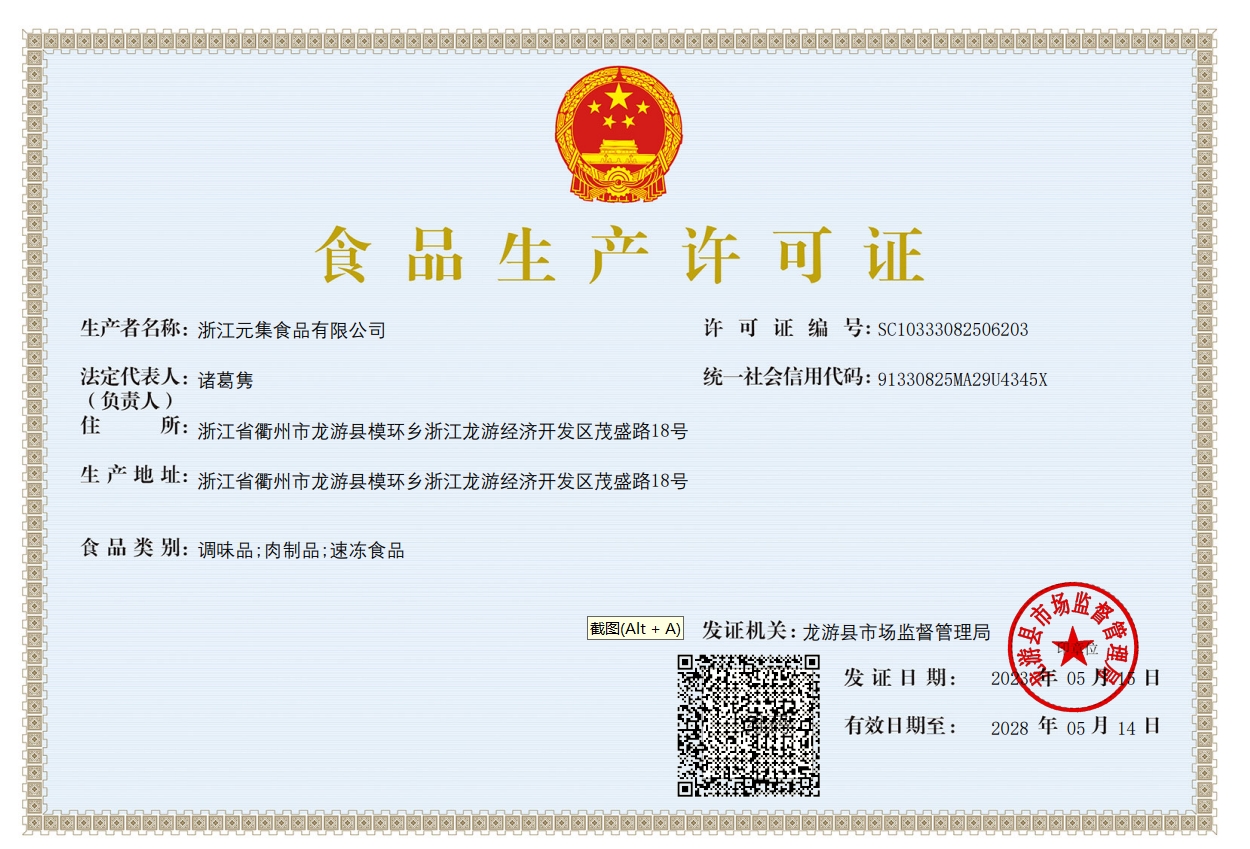 食品生产许可证
生产者名称: 浙江元集食品有限公司
许可证编号: SC10333082506203
法定代表人: 诸葛隽
（负责人）
统一社会信用代码: 91330825MA29U4345X
住所: 浙江省衢州市龙游县模环乡浙江龙游经济开发区茂盛路18号
生产地址: 浙江省衢州市龙游县模环乡浙江龙游经济开发区茂盛路18号
食品类别: 调味品;肉制品;速冻食品
截图(Alt + A)
发证机关: 龙游县市场监督管理局
龙游县市场监督管理局
发证日期: 2023 年 05 月 15 日
有效日期至: 2028 年 05 月 14 日